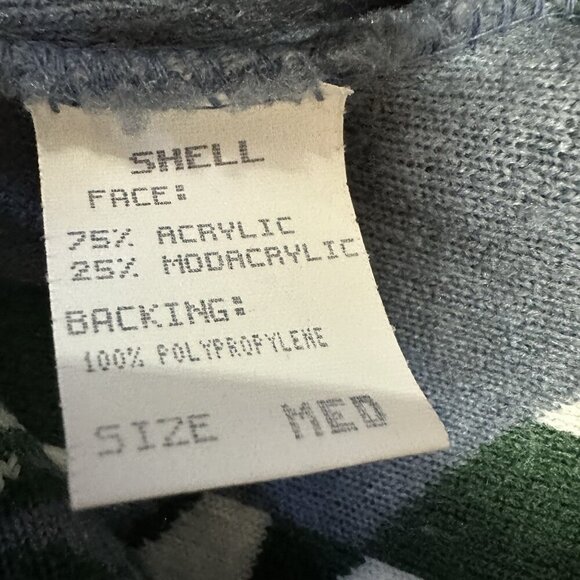 SHELL
FACE:
75% ACRYLIC
25% MODACRYLIC
BACKING:
100% POLYPROPYLENE
SIZE MED